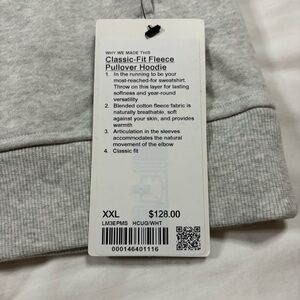 WHY WE MADE THIS
Classic-Fit Fleece
Pullover Hoodie
1. In the running to be your
most-reached-for sweatshirt.
Throw on this layer for lasting
softness and year-round
versatility
2. Blended cotton fleece fabric is
naturally breathable, soft
against your skin, and provides
warmth
3. Articulation in the sleeves
accommodates the natural
movement of the elbow
4. Classic fit
XXL $128.00
LM3EPMS HCUG/WHT
000146401116